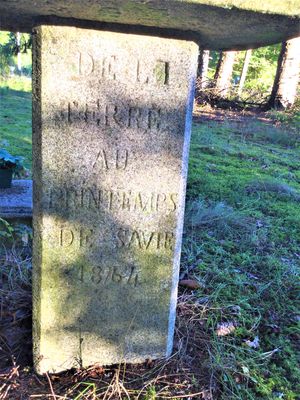 DE LA
TERRE
AU
PRINTEMPS
DE SAVIE
1864